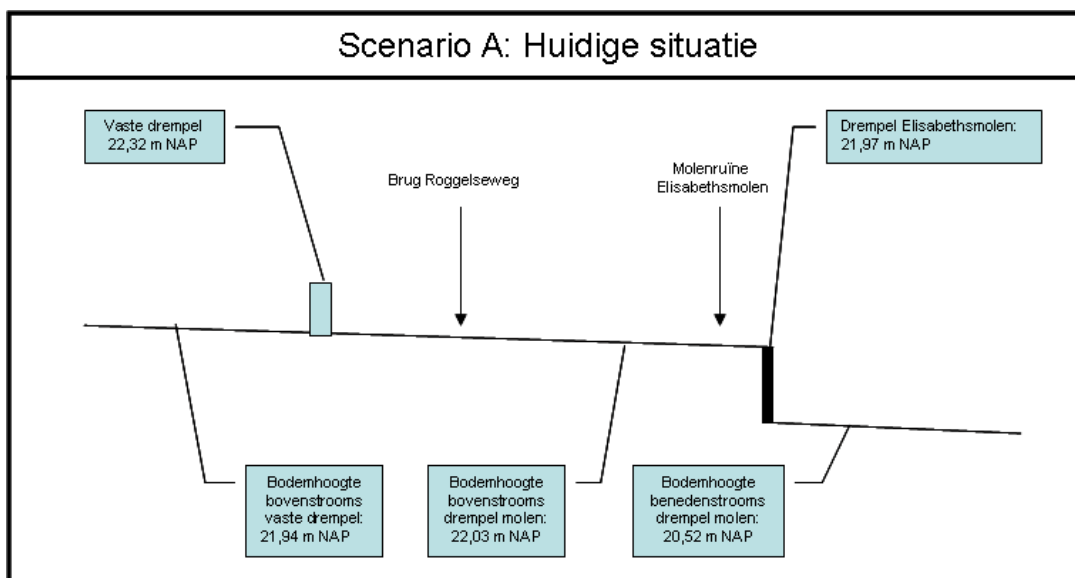 Scenario A: Huidige situatie
Vaste drempel
22,32 m NAP
Drempel Elisabethsmolen:
21,97 m NAP
Brug Roggelseweg
Molenruïne
Elisabethsmolen
Bodemhoogte
bovenstrooms
vaste drempel:
21,94 m NAP
Bodemhoogte
bovenstrooms
drempel molen:
22,03 m NAP
Bodemhoogte
benedenstrooms
drempel molen:
20,52 m NAP